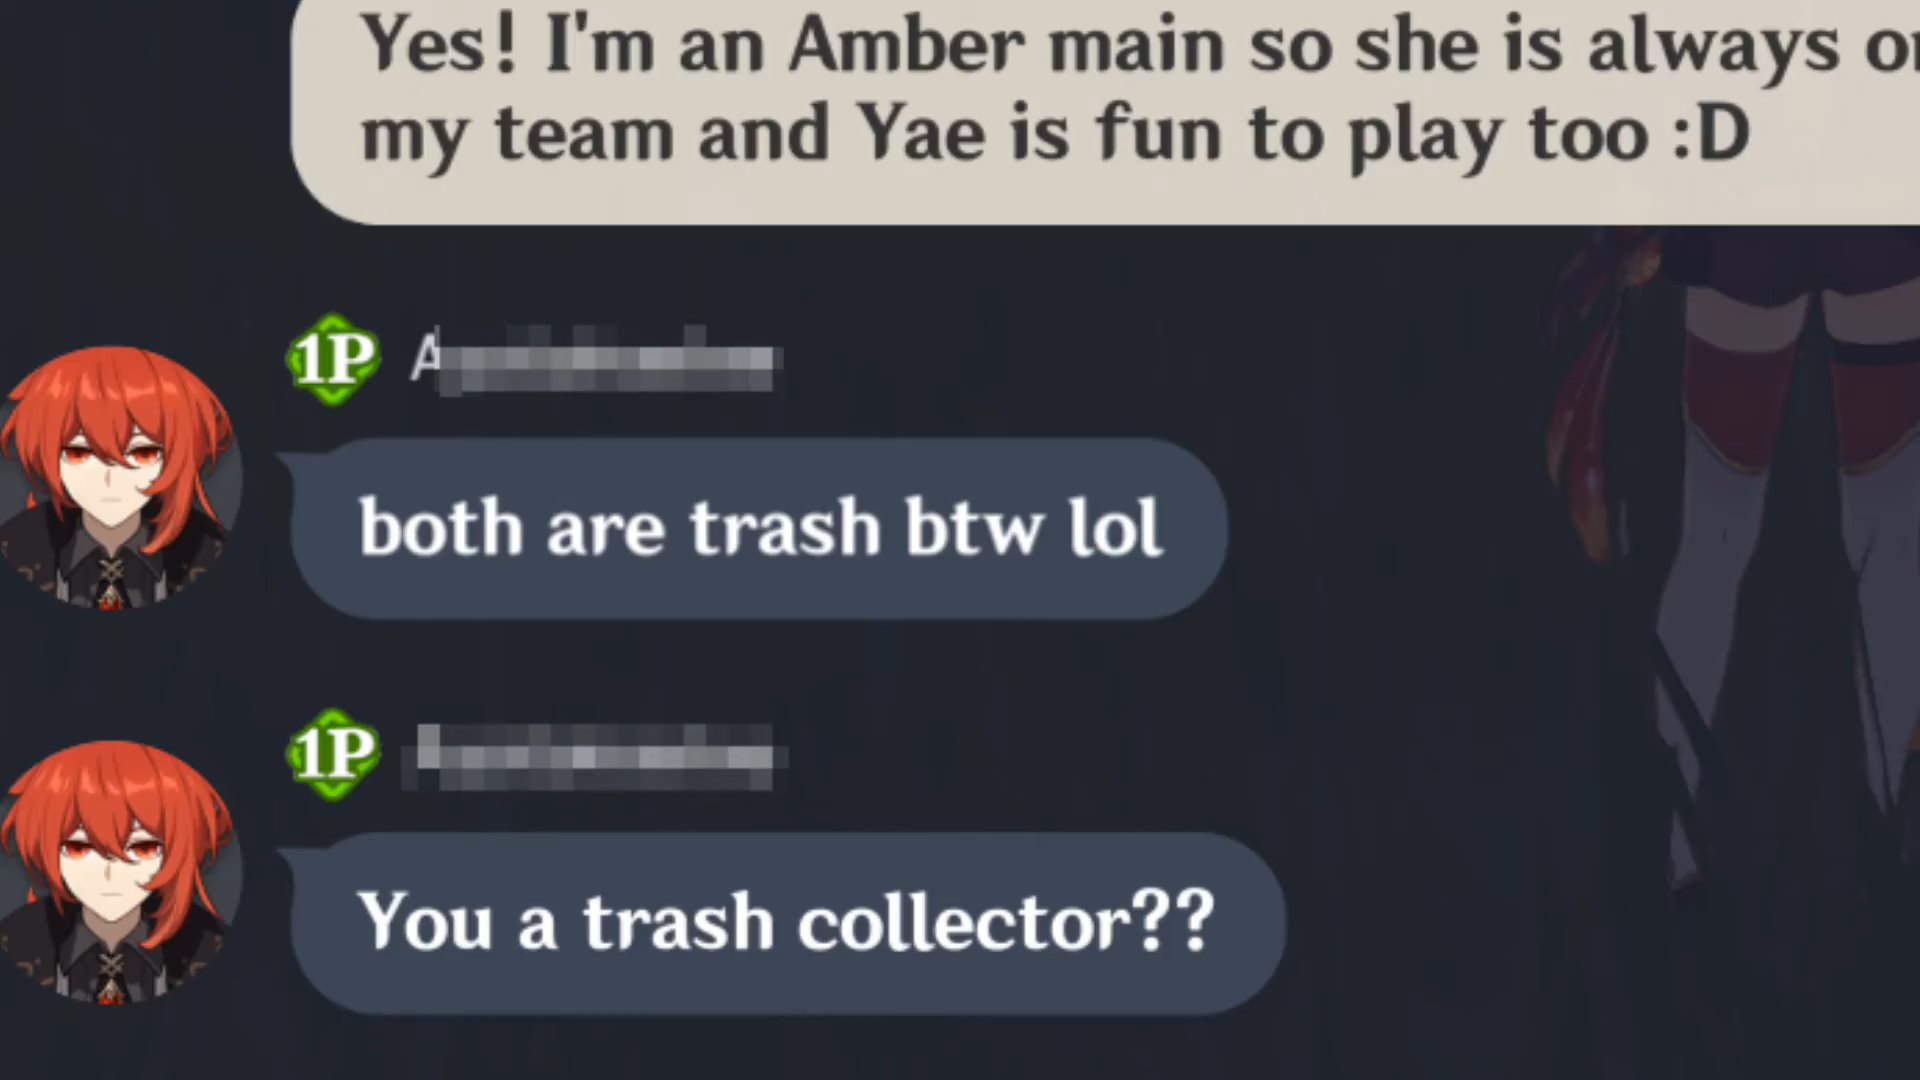 Yes! I'm an Amber main so she is always
my team and Yae is fun to play too :D
1P
both are trash btw lol
1P
You a trash collector??